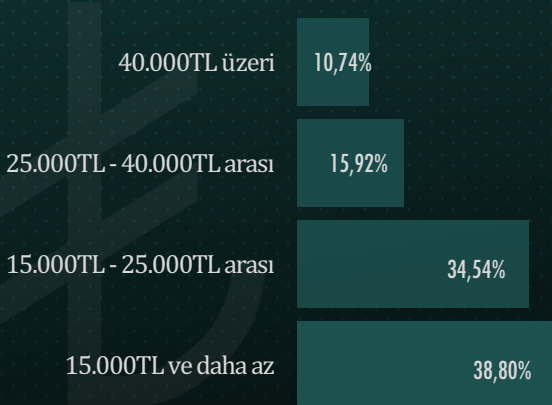 40.000TL üzeri 10,74%
25.000TL - 40.000TL arası 15,92%
15.000TL - 25.000TL arası 34,54%
15.000TL ve daha az 38,80%